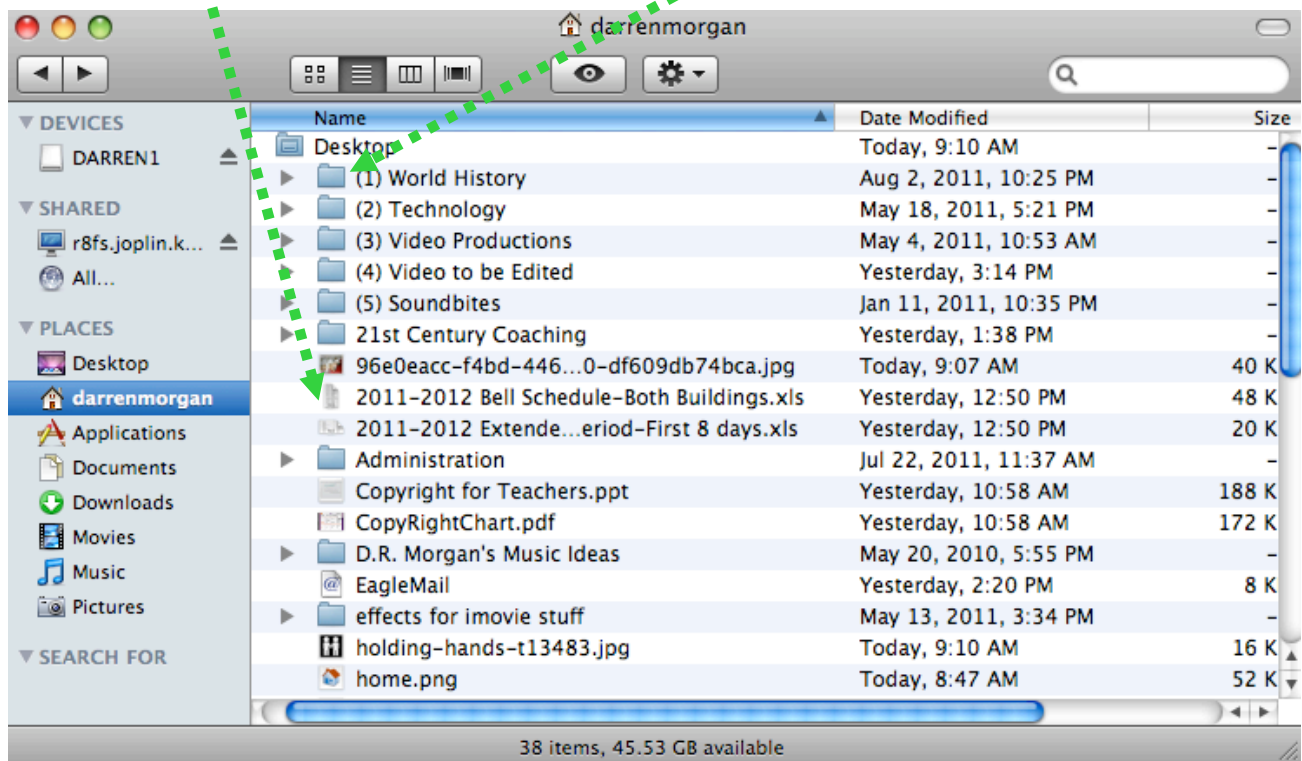 darrenmorgan
DEVICES
DARREN1
SHARED
r8fs.joplin.k...
All...
PLACES
Desktop
darrenmorgan
Applications
Documents
Downloads
Movies
Music
Pictures
SEARCH FOR
Name Date Modified Size
Desktop Today, 9:10 AM –
(1) World History Aug 2, 2011, 10:25 PM –
(2) Technology May 18, 2011, 5:21 PM –
(3) Video Productions May 4, 2011, 10:53 AM –
(4) Video to be Edited Yesterday, 3:14 PM –
(5) Soundbites Jan 11, 2011, 10:35 PM –
21st Century Coaching Yesterday, 1:38 PM –
96e0eacc-f4bd-446...0-df609db74bca.jpg Today, 9:07 AM 40 K
2011-2012 Bell Schedule-Both Buildings.xls Yesterday, 12:50 PM 48 K
2011-2012 Extende...eriod-First 8 days.xls Yesterday, 12:50 PM 20 K
Administration Jul 22, 2011, 11:37 AM –
Copyright for Teachers.ppt Yesterday, 10:58 AM 188 K
CopyRightChart.pdf Yesterday, 10:58 AM 172 K
D.R. Morgan's Music Ideas May 20, 2010, 5:55 PM –
EagleMail Yesterday, 2:20 PM 8 K
effects for imovie stuff May 13, 2011, 3:34 PM –
holding-hands-t13483.jpg Today, 9:10 AM 16 K
home.png Today, 8:47 AM 52 K
38 items, 45.53 GB available